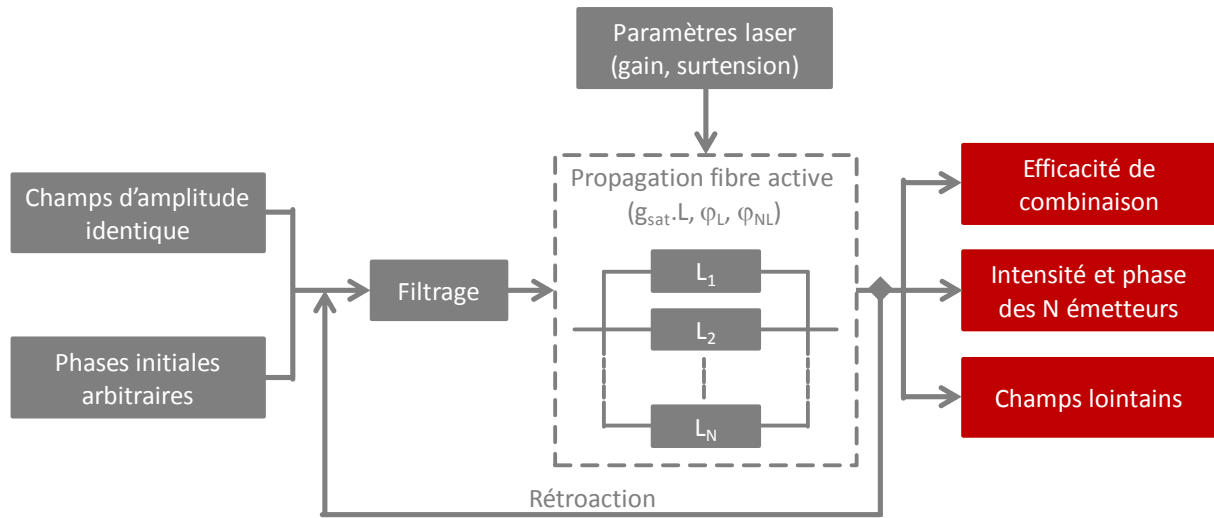 Paramètres laser
(gain, surtension)
Champs d'amplitude
identique
Phases initiales
arbitraires
Filtrage
Propagation fibre active
(gsat.L, φL, φNL)
L1
L2
LN
Efficacité de
combinaison
Intensité et phase
des N émetteurs
Champs lointains
Rétroaction